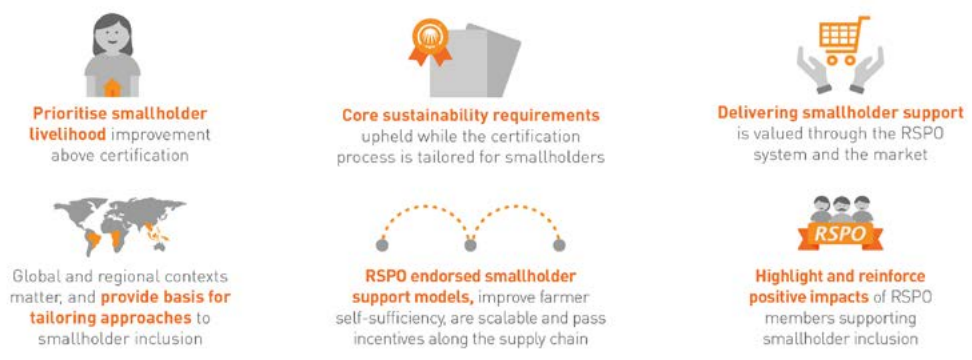 Prioritise smallholder
livelihood improvement
above certification
Core sustainability requirements
upheld while the certification
process is tailored for smallholders
Delivering smallholder support
is valued through the RSPO
system and the market
Global and regional contexts
matter, and provide basis for
tailoring approaches to
smallholder inclusion
RSPO endorsed smallholder
support models, improve farmer
self-sufficiency, are scalable and pass
incentives along the supply chain
RSPO
Highlight and reinforce
positive impacts of RSPO
members supporting
smallholder inclusion